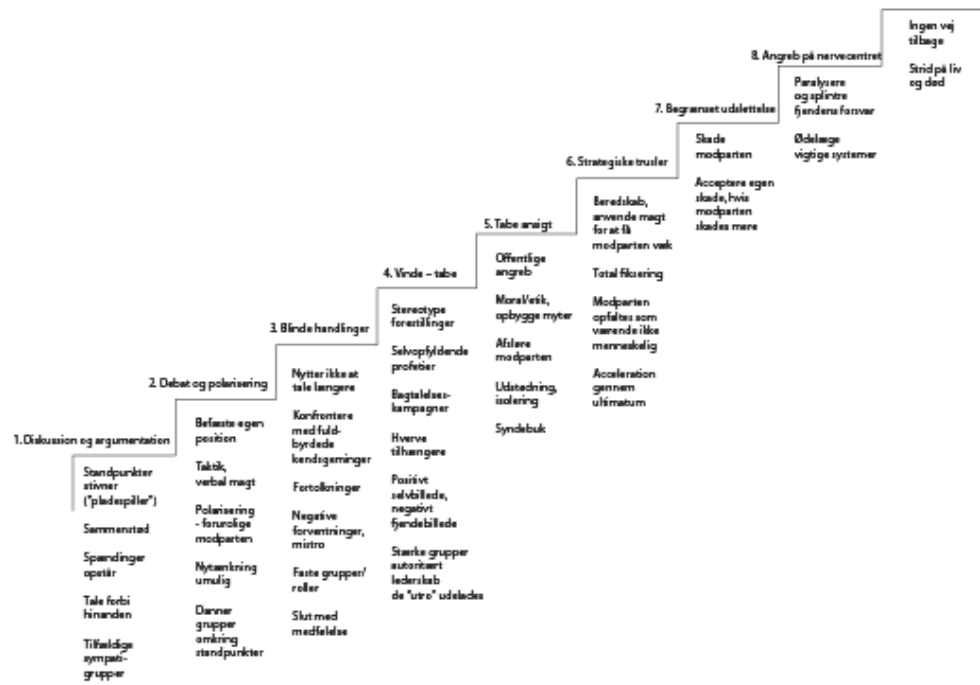 1. Diskussion og argumentation
Standpunkter
stivner
("pladespiller")
Sammenstød
Spændinger
opstår
Tale forbi
hinanden
Tilfældige
sympati-
grupper
2. Debat og polarisering
Befæste egen
position
Taktik,
verbal magt
Polarisering
- forurolige
modparten
Nytænkning
umulig
Danner
grupper
omkring
standpunkter
3. Blinde handlinger
Nytter ikke at
tale længere
Konfrontere
med fuld-
byrdede
kendsgerninger
Fortolkninger
Negative
forventninger,
mistro
Faste grupper/
roller
Slut med
medfølelse
4. Vinde – tabe
Stereotype
forestillinger
Selvopfyldende
profetier
Bagtalelses-
kampagner
Hverve
tilhængere
Positivt
selvbillede,
negativt
fjendebillede
Stærke grupper
autoritært
lederskab
de "utro" udelades
5. Tabe ansigt
Offentlige
angreb
Moral/etik,
opbygge myter
Afsløre
modparten
Udstødning,
isolering
Syndebuk
6. Strategiske trusler
Beredskab,
anvende magt
for at få
modparten væk
Total fiksering
Modparten
opfattes som
værende ikke
menneskelig
Acceleration
gennem
ultimatum
7. Begrænset udslettelse
Skade
modparten
Acceptere egen
skade, hvis
modparten
skades mere
8. Angreb på nervecentret
Paralysere
og splintre
fjendens forsvar
Ødelæge
vigtige systemer
Ingen vej
tilbage
Strid på liv
og død